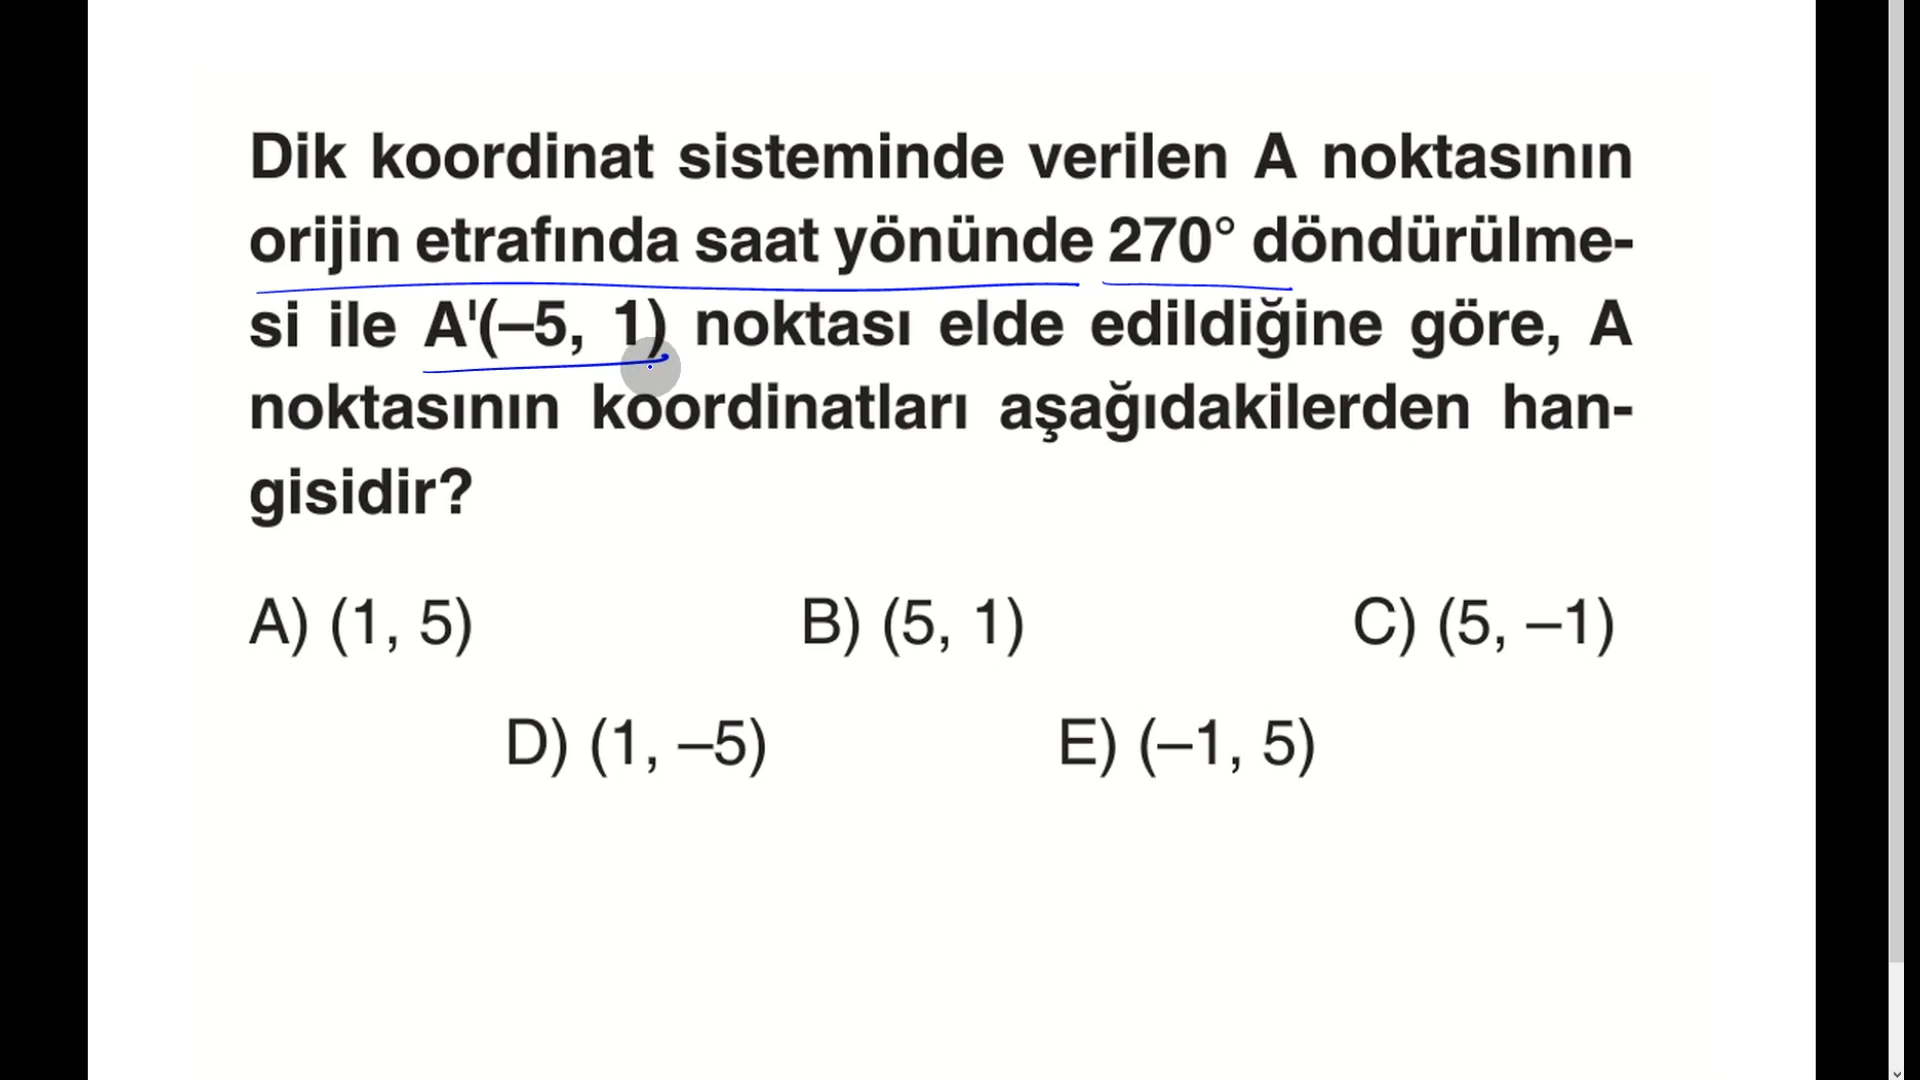 Dik koordinat sisteminde verilen A noktasının
orijin etrafında saat yönünde 270° döndürülme-
si ile A'(–5, 1) noktası elde edildiğine göre, A
noktasının koordinatları aşağıdakilerden han-
gisidir?
A) (1, 5) B) (5, 1) C) (5, –1)
D) (1, –5) E) (–1, 5)